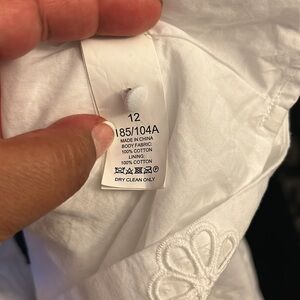 12
185/104A
MADE IN CHINA
BODY FABRIC:
100% COTTON
LINING:
100% COTTON
DRY CLEAN ONLY